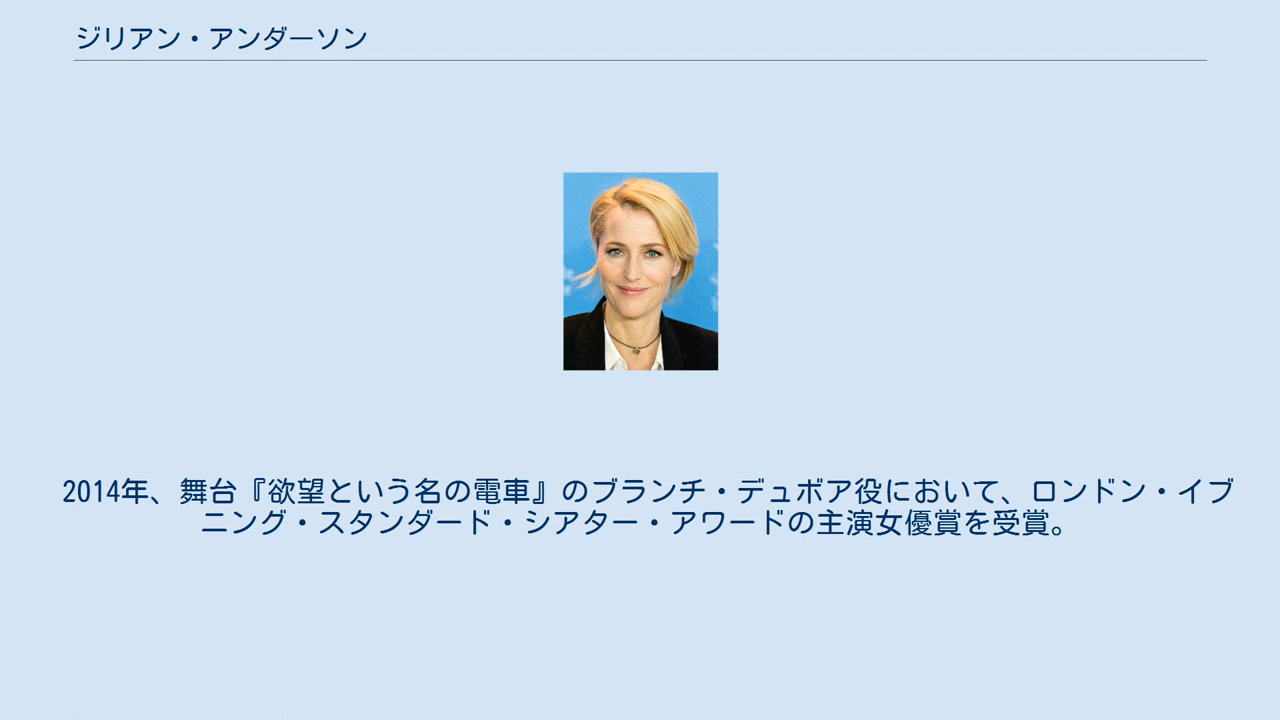 ジリアン・アンダーソン
2014年、舞台『欲望という名の電車』のブランチ・デュボア役において、ロンドン・イブ
ニング・スタンダード・シアター・アワードの主演女優賞を受賞。